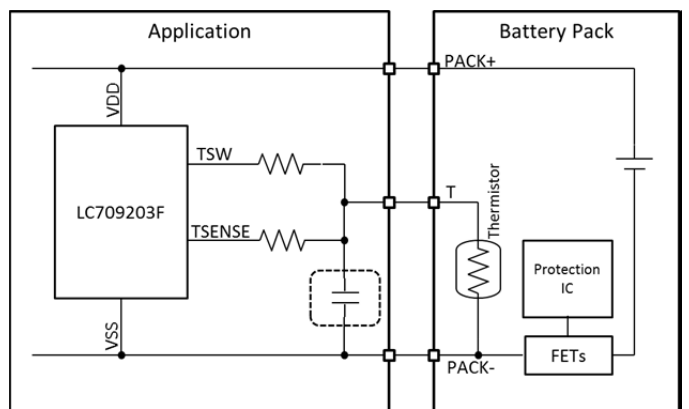 Application
Battery Pack
PACK+
VDD
TSW
LC709203F
T
Thermistor
TSENSE
Protection
IC
VSS
PACK-
FETs